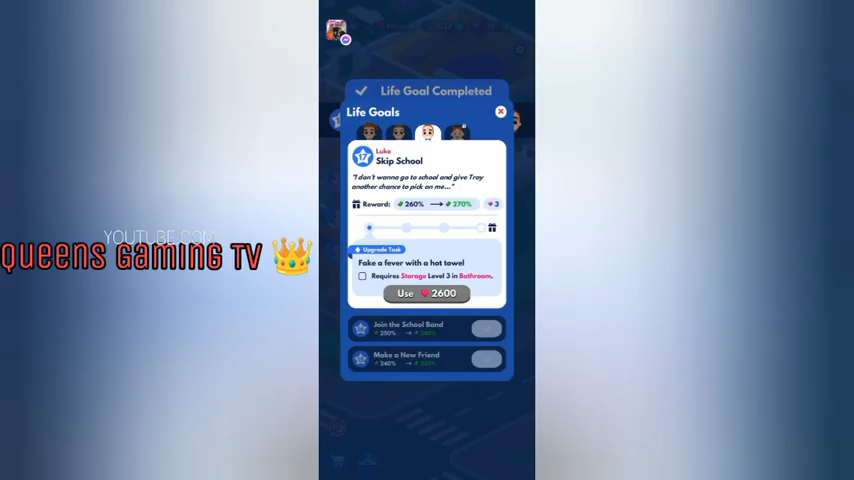 Life Goal Completed
Life Goals
17
Luke
Skip School
"I don't wanna go to school and give Troy
another chance to pick on me..."
Reward: 260% → 270% 3
Upgrade Task
Fake a fever with a hot towel
Requires Storage Level 3 in Bathroom.
Use 2600
Join the School Band
250% →
Make a New Friend
240% →
YOUTUBE.COM
QUEENS GAMING TV